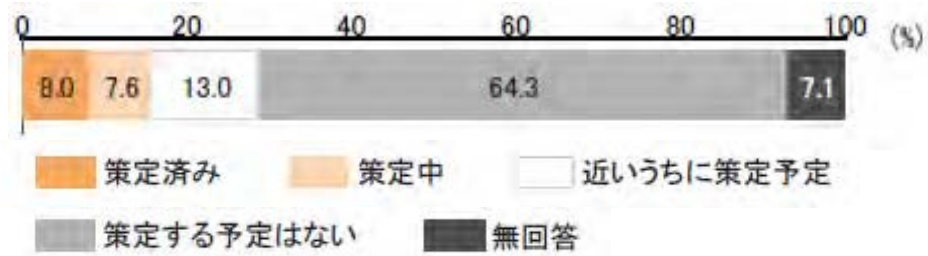 0 20 40 60 80 100 (%)
8.0 7.6 13.0 64.3 7.1
策定済み 策定中 近いうちに策定予定
策定する予定はない 無回答